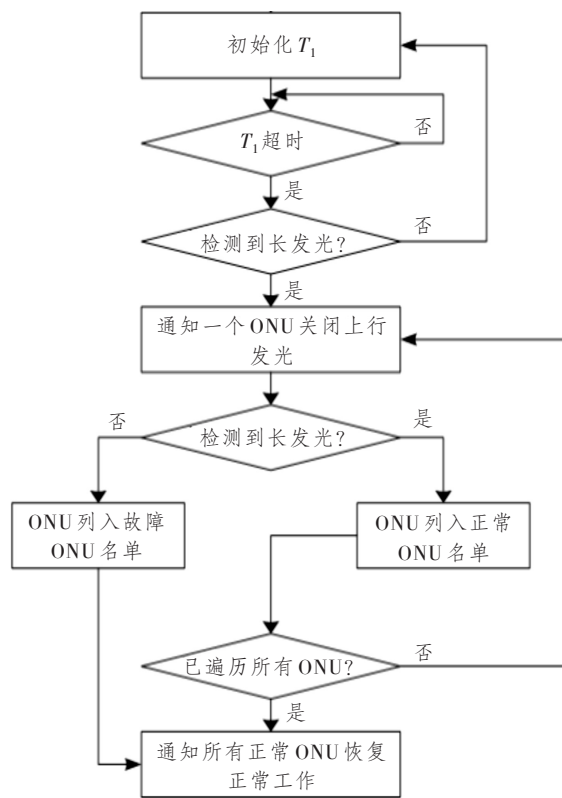 初始化 T₁
T₁超时
否
是
检测到长发光?
否
是
通知一个ONU关闭上行
发光
否
检测到长发光?
是
ONU列入故障
ONU名单
ONU列入正常
ONU名单
已遍历所有ONU?
否
是
通知所有正常ONU恢复
正常工作